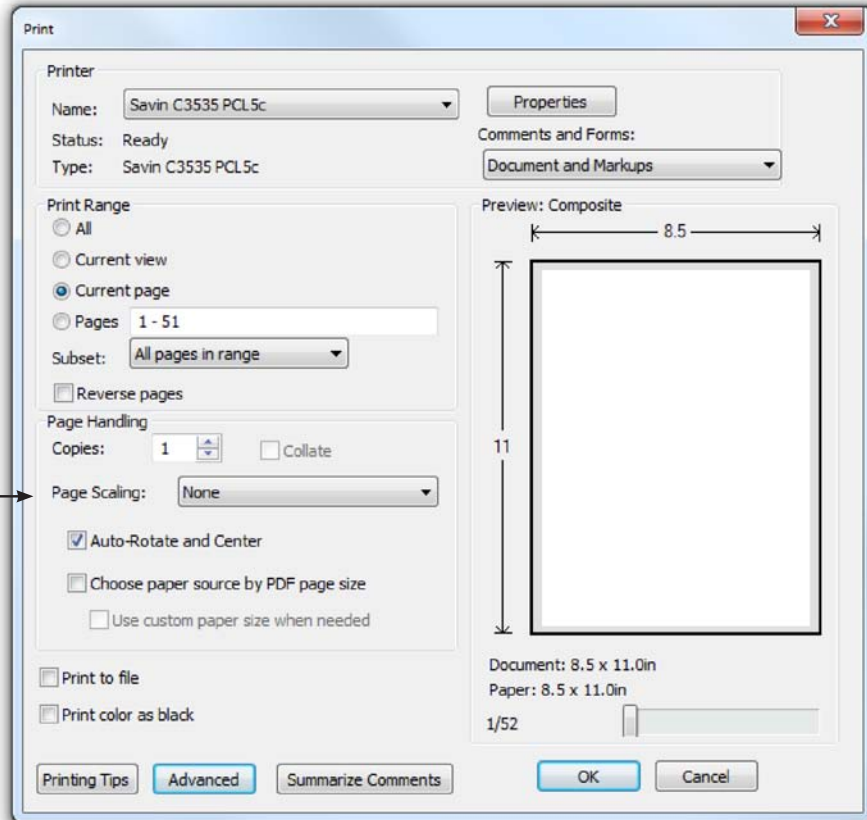 Print
Printer
Name: Savin C3535 PCL5c
Properties
Status: Ready
Comments and Forms:
Type: Savin C3535 PCL5c
Document and Markups
Print Range
All
Current view
Current page
Pages 1 - 51
Subset: All pages in range
Reverse pages
Page Handling
Copies: 1 Collate
Page Scaling: None
Auto-Rotate and Center
Choose paper source by PDF page size
Use custom paper size when needed
Print to file
Print color as black
Preview: Composite
8.5
11
Document: 8.5 x 11.0in
Paper: 8.5 x 11.0in
1/52
Printing Tips Advanced Summarize Comments OK Cancel